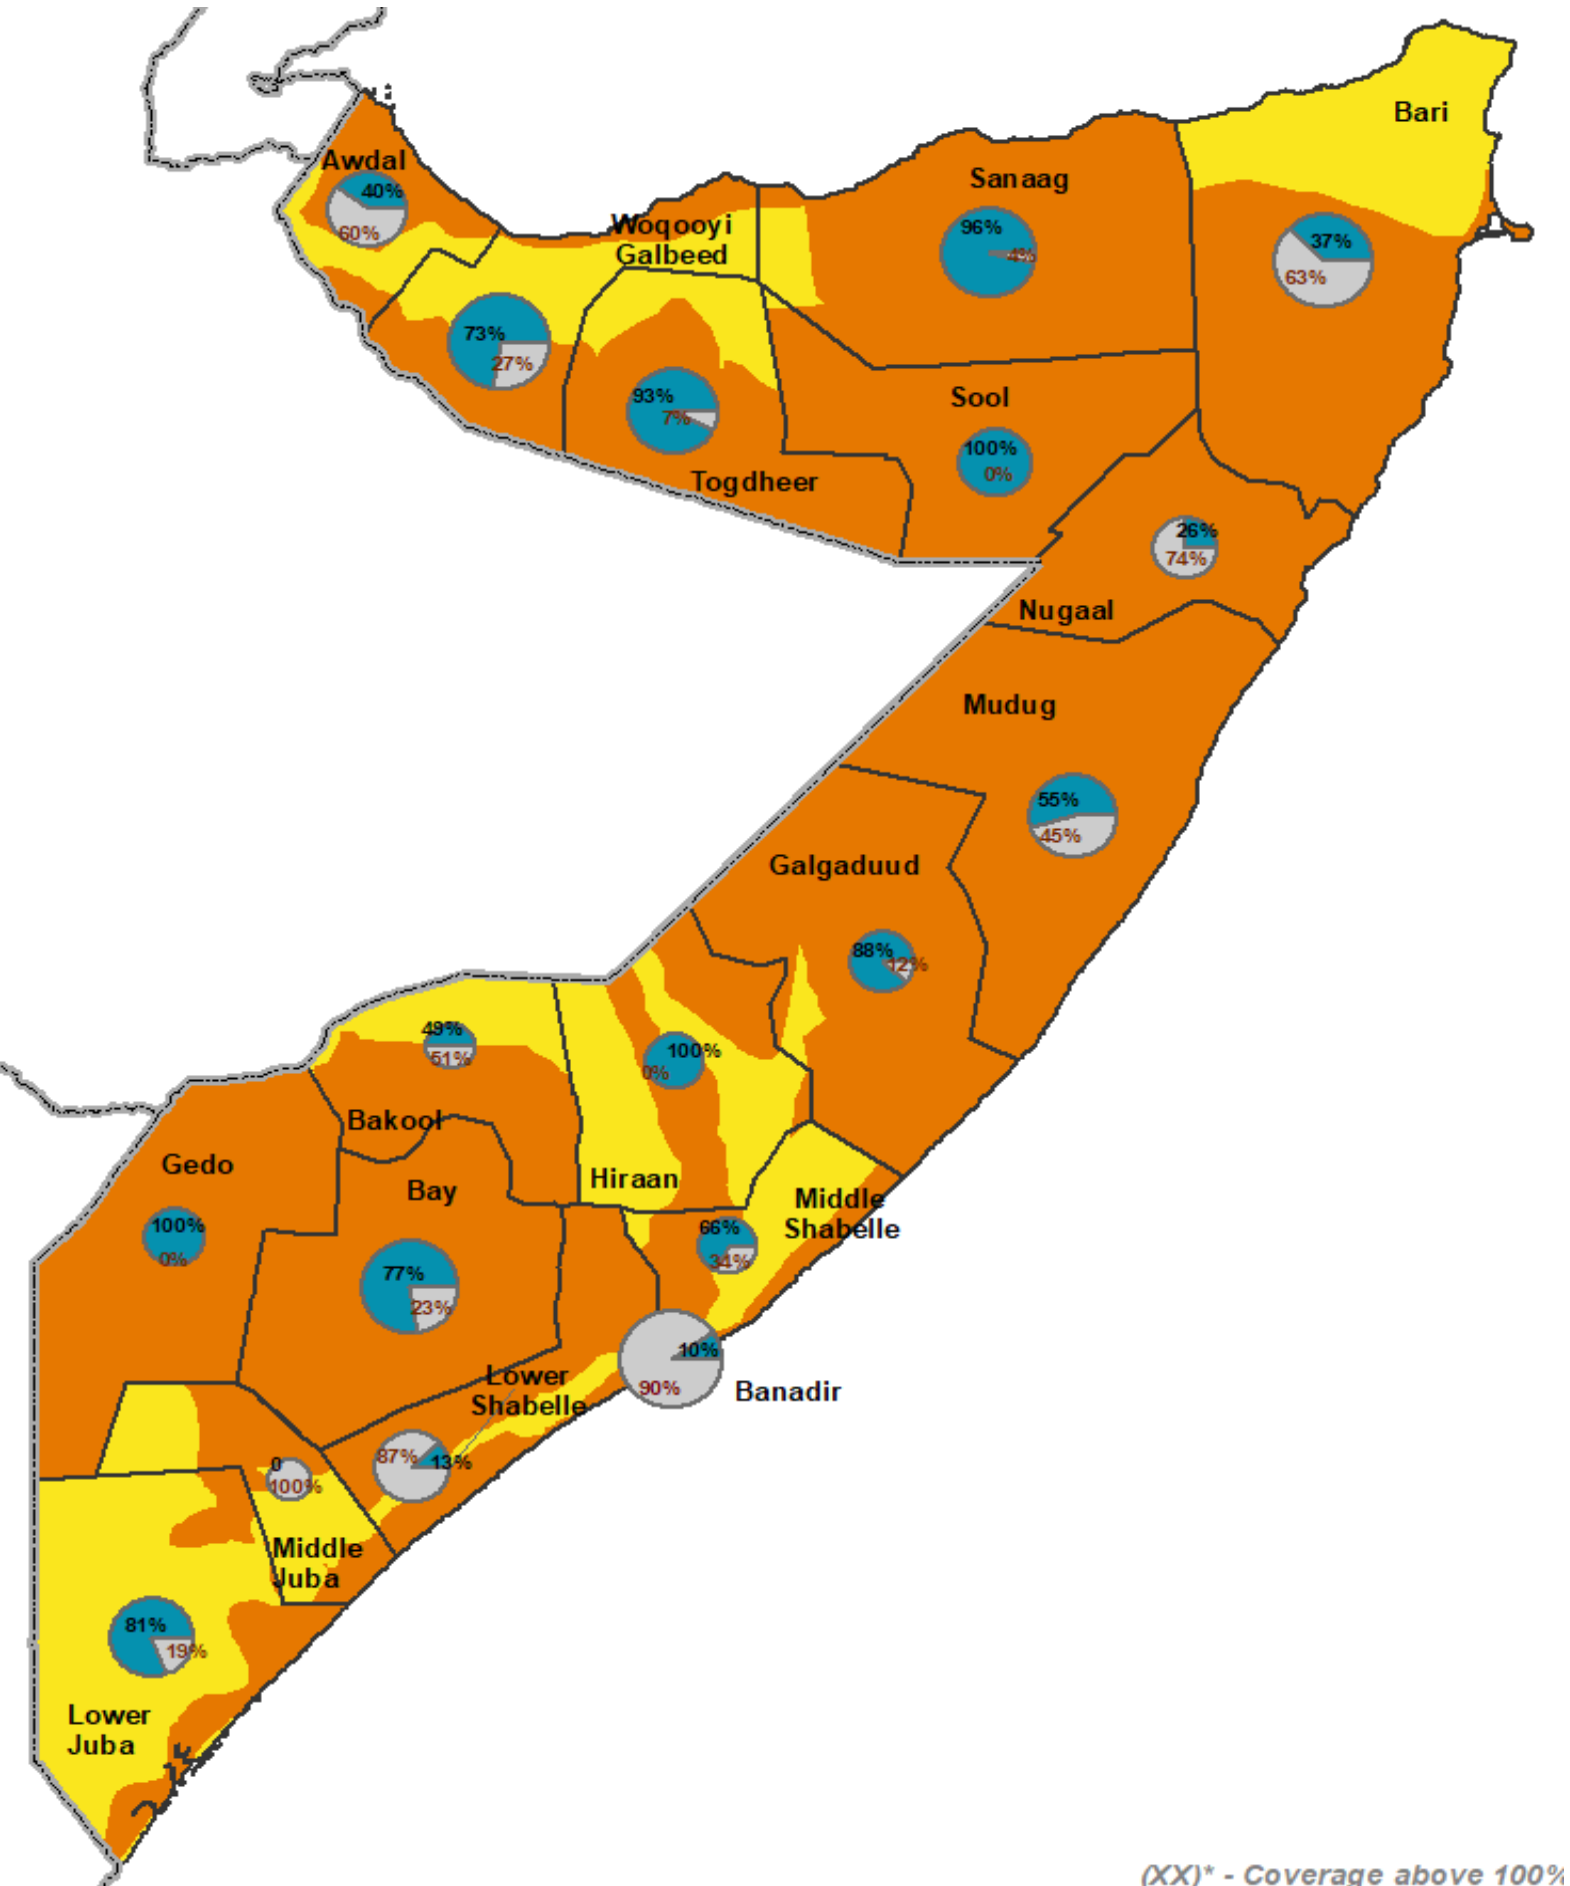 Bari
Awdal
40%
60%
Sanaag
96%
4%
Woqooyi
Galbeed
37%
63%
73%
27%
93%
7%
Togdheer
Sool
100%
0%
26%
74%
Nugaal
Mudug
55%
45%
Galgaduud
88%
12%
49%
51%
Bakool
100%
0%
Hiraan
Gedo
100%
0%
Bay
77%
23%
Middle
Shabelle
66%
34%
10%
90%
Banadir
Lower
Shabelle
87%
13%
0
100%
Middle
Juba
81%
19%
Lower
Juba
(XX)* - Coverage above 100%